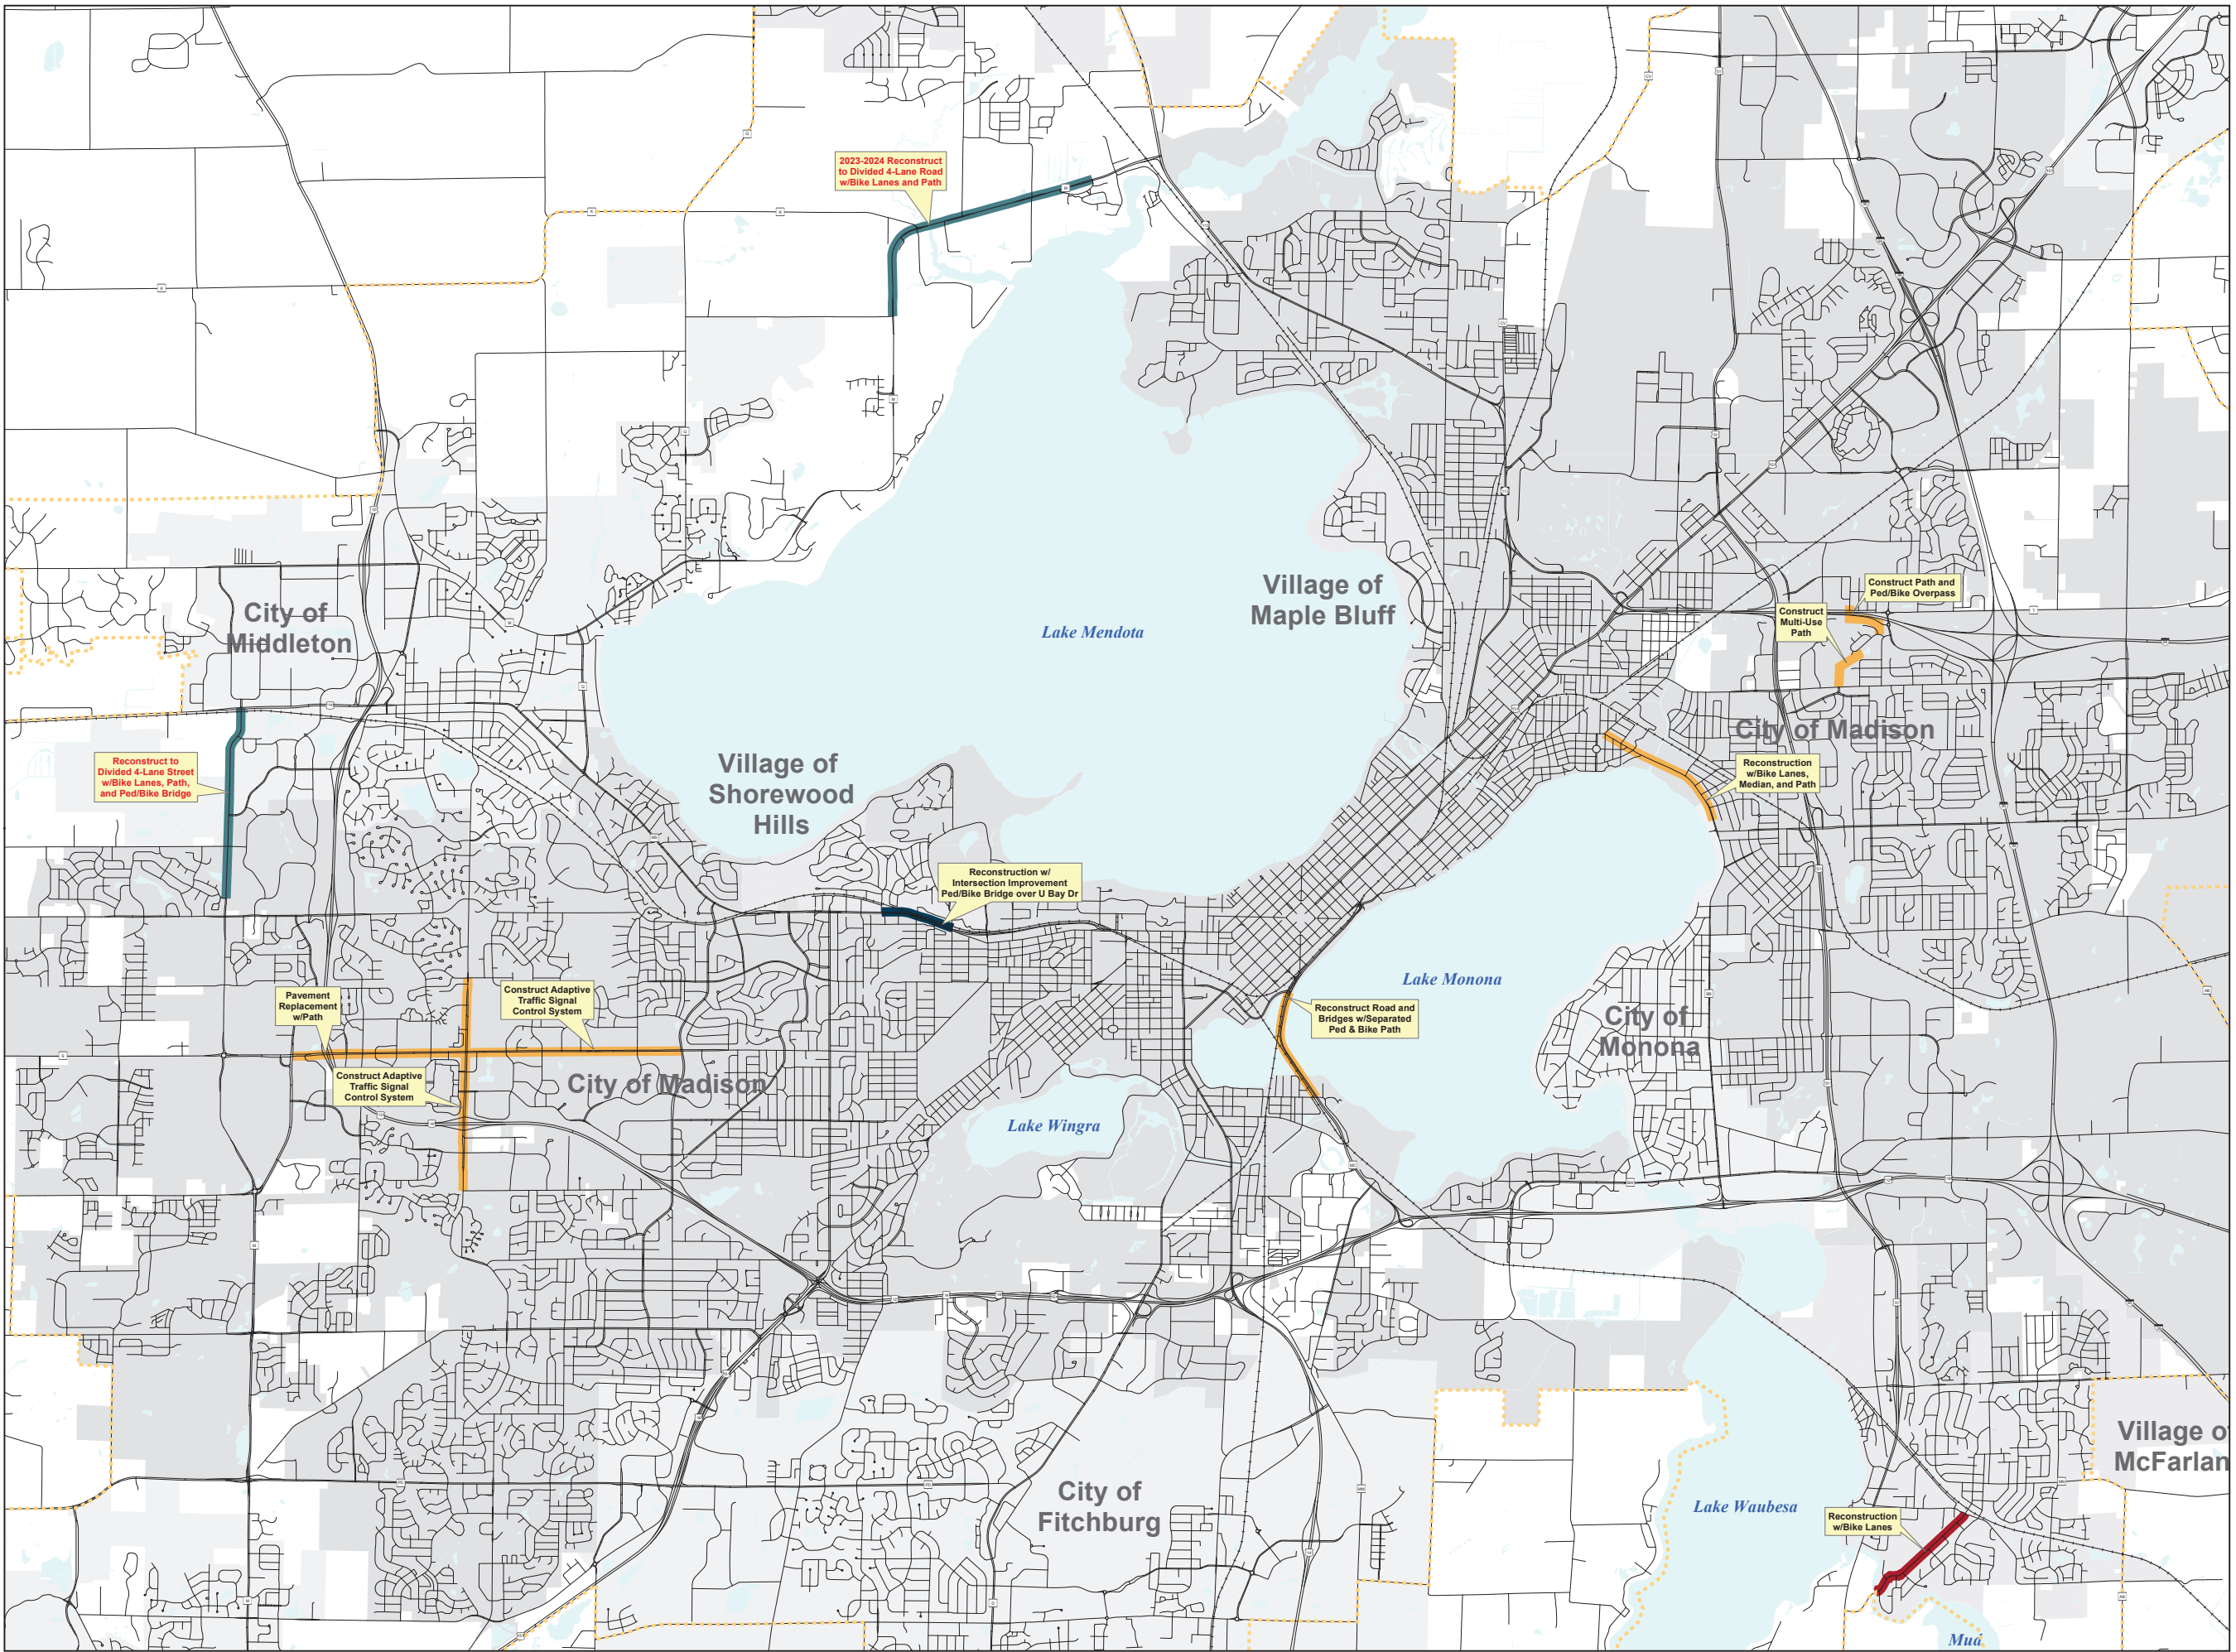 2023-2024 Reconstruct
to Divided 4-Lane Road
w/Bike Lanes and Path
Construct Path and
Ped/Bike Overpass
Construct
Multi-Use
Path
City of
Middleton
Village of
Maple Bluff
Lake Mendota
City of Madison
Reconstruct to
Divided 4-Lane Street
w/Bike Lanes, Path,
and Ped/Bike Bridge
Village of
Shorewood
Hills
Reconstruction
w/Bike Lanes,
Median, and Path
Reconstruction w/
Intersection Improvement
Ped/Bike Bridge over U Bay Dr
Lake Monona
Pavement
Replacement
w/Path
Construct Adaptive
Traffic Signal
Control System
Reconstruct Road and
Bridges w/Separated
Ped & Bike Path
City of
Monona
Construct Adaptive
Traffic Signal
Control System
City of Madison
Lake Wingra
Village o
McFarlan
City of
Fitchburg
Lake Waubesa
Reconstruction
w/Bike Lanes
Mud